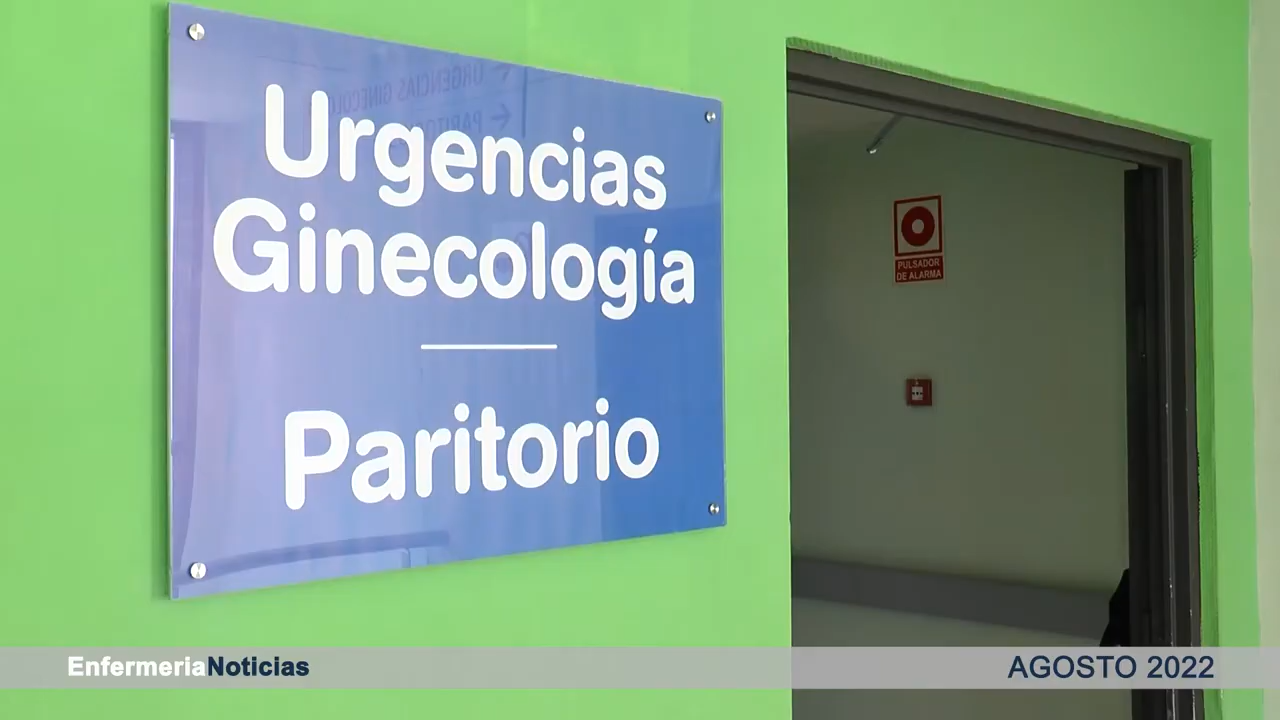 Urgencias
Ginecología
Paritorio
PULSADOR
DE ALARMA
EnfermeriaNoticias
AGOSTO 2022